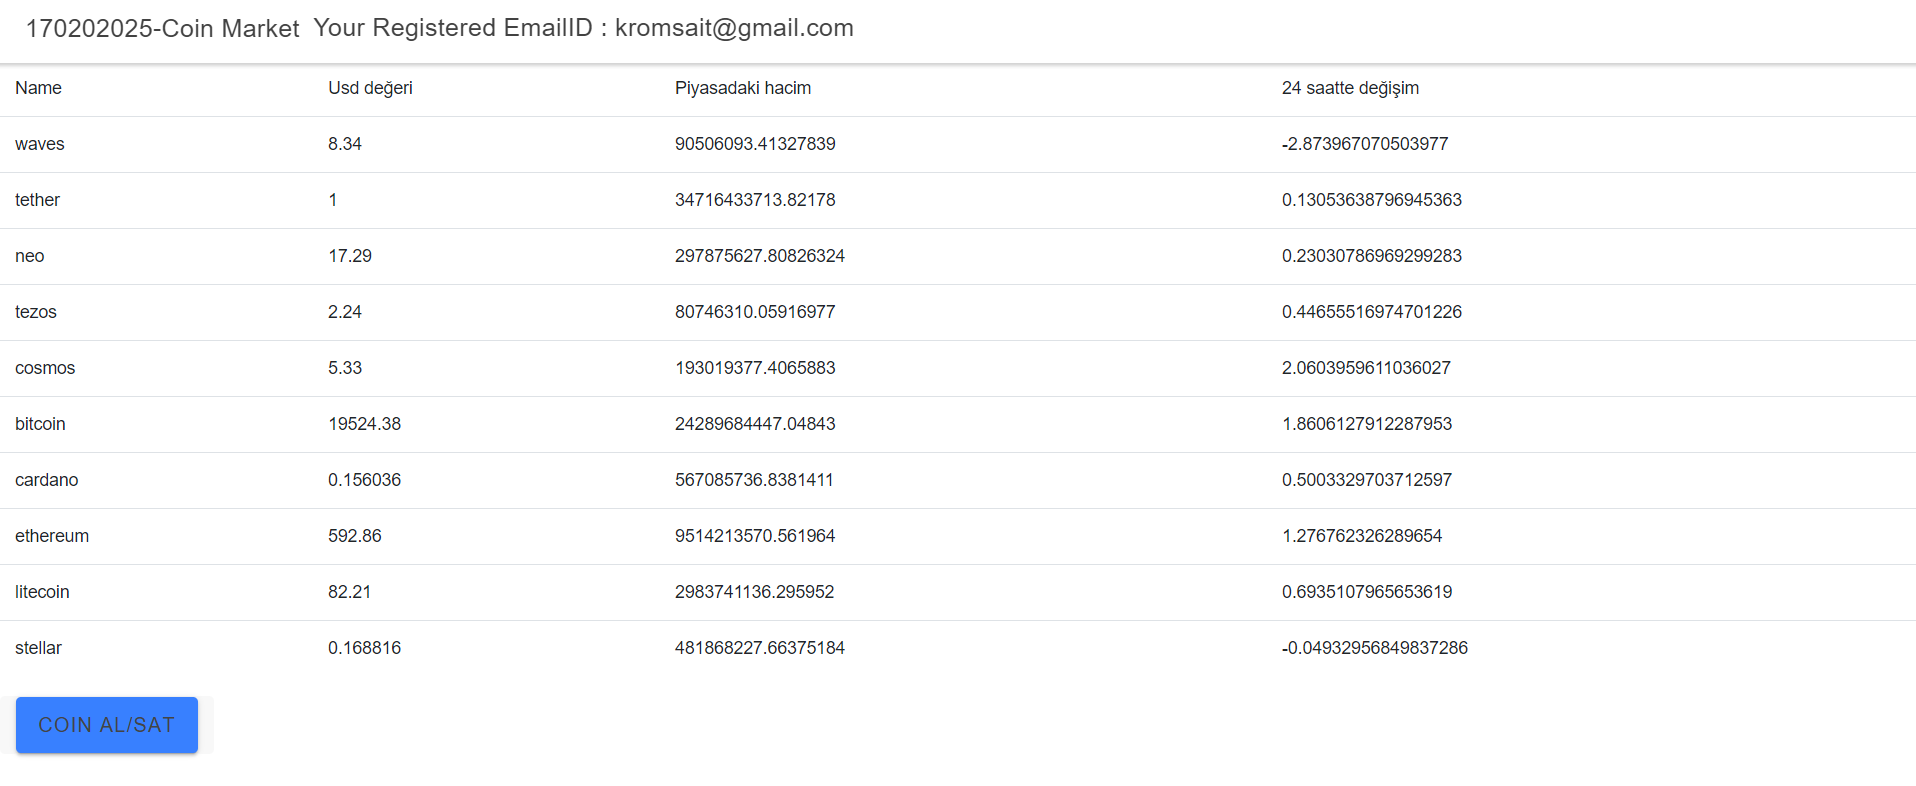 170202025-Coin Market Your Registered EmailID : kromsait@gmail.com
Name Usd değeri Piyasadaki hacim 24 saatte değişim
waves 8.34 90506093.41327839 -2.873967070503977
tether 1 34716433713.82178 0.13053638796945363
neo 17.29 297875627.80826324 0.23030786969299283
tezos 2.24 80746310.05916977 0.44655516974701226
cosmos 5.33 193019377.4065883 2.0603959611036027
bitcoin 19524.38 24289684447.04843 1.8606127912287953
cardano 0.156036 567085736.8381411 0.5003329703712597
ethereum 592.86 9514213570.561964 1.276762326289654
litecoin 82.21 2983741136.295952 0.6935107965653619
stellar 0.168816 481868227.66375184 -0.04932956849837286
COIN AL/SAT